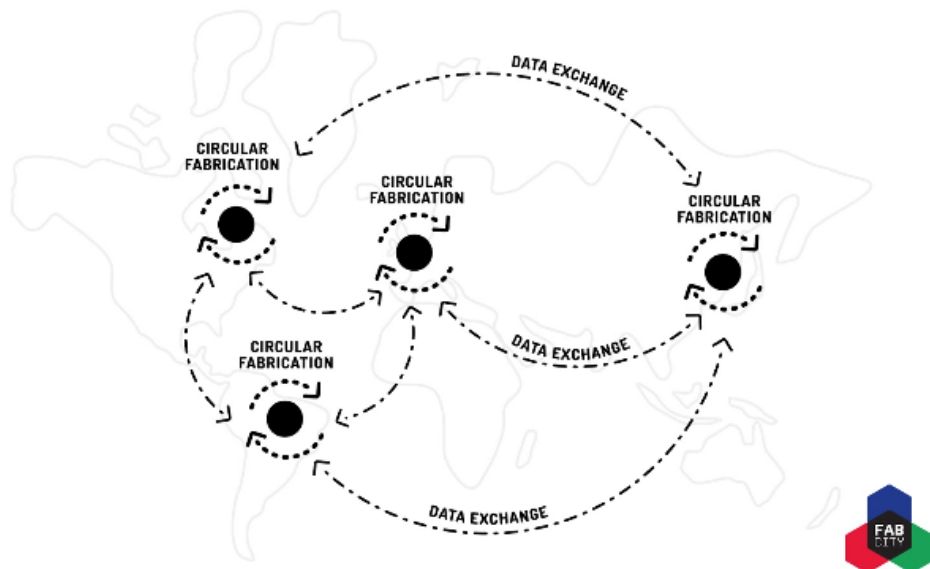 DATA EXCHANGE
CIRCULAR
FABRICATION
CIRCULAR
FABRICATION
CIRCULAR
FABRICATION
CIRCULAR
FABRICATION
DATA EXCHANGE
DATA EXCHANGE
FAB
CITY